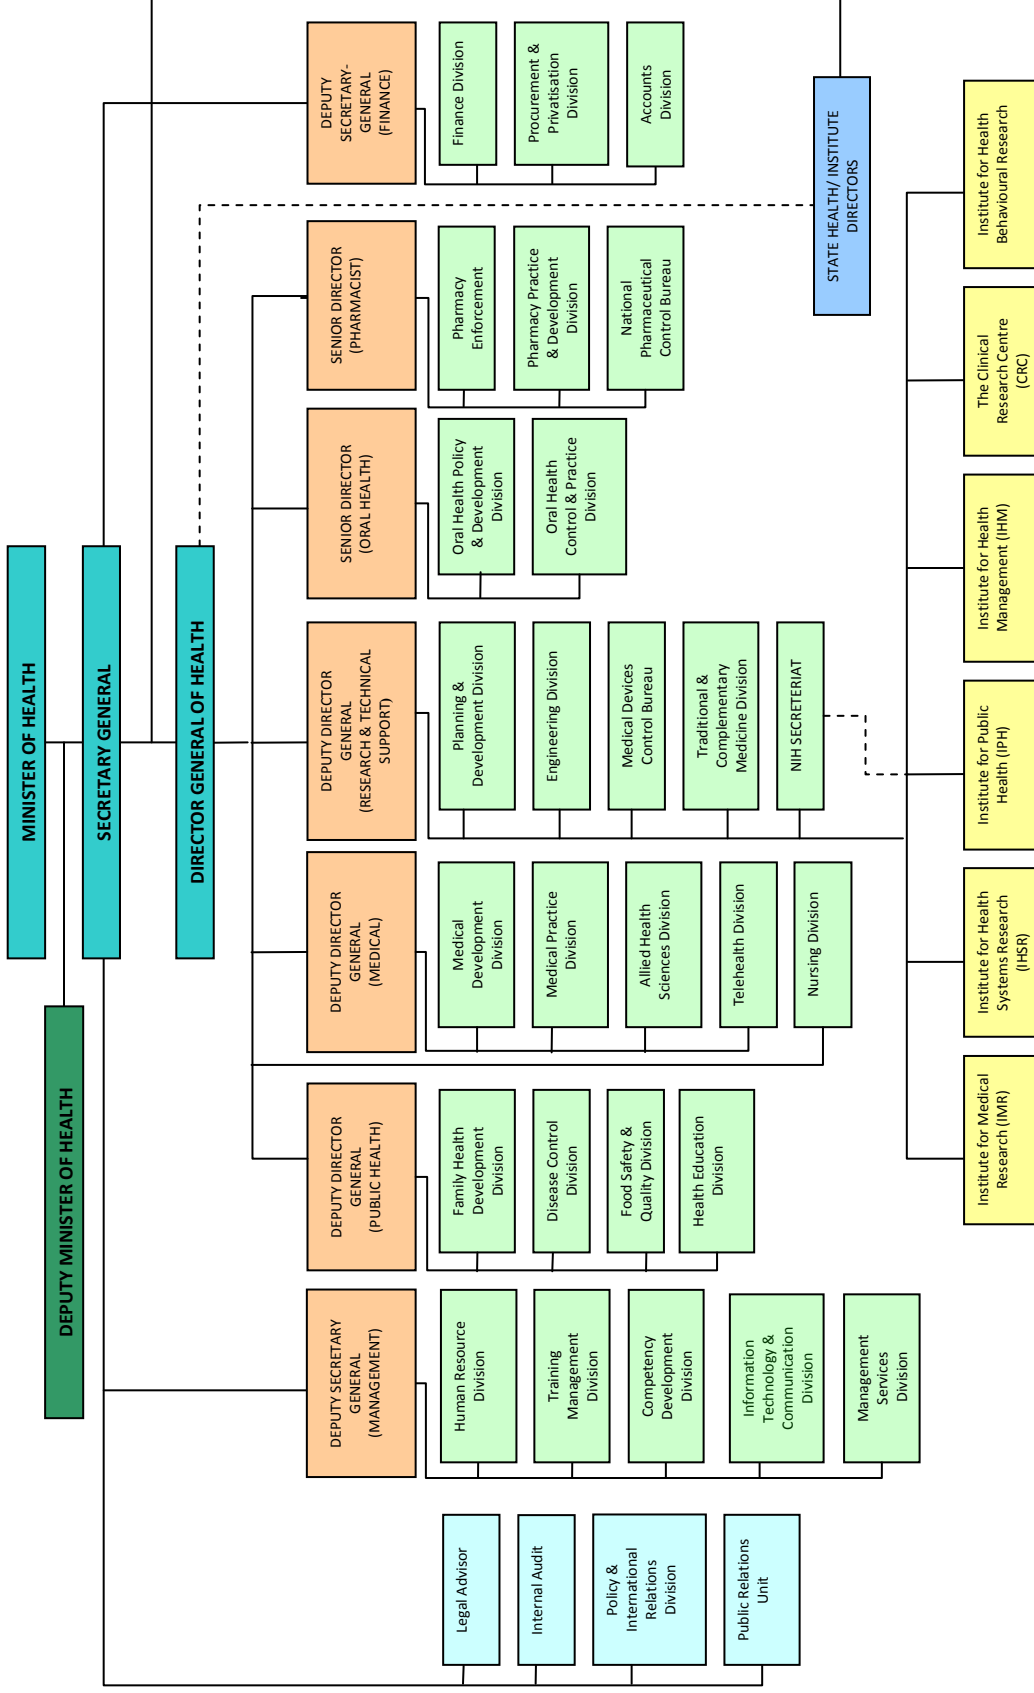 MINISTER OF HEALTH
DEPUTY MINISTER OF HEALTH
SECRETARY GENERAL
DIRECTOR GENERAL OF HEALTH
Legal Advisor
Internal Audit
Policy &
International
Relations
Division
Public Relations
Unit
DEPUTY SECRETARY
GENERAL
(MANAGEMENT)
Human Resource
Division
Training
Management
Division
Competency
Development
Division
Information
Technology &
Communication
Division
Management
Services
Division
DEPUTY DIRECTOR
GENERAL
(PUBLIC HEALTH)
Family Health
Development
Division
Disease Control
Division
Food Safety &
Quality Division
Health Education
Division
DEPUTY DIRECTOR
GENERAL
(MEDICAL)
Medical
Development
Division
Medical Practice
Division
Allied Health
Sciences Division
Telehealth Division
Nursing Division
DEPUTY DIRECTOR
GENERAL
(RESEARCH & TECHNICAL
SUPPORT)
Planning &
Development Division
Engineering Division
Medical Devices
Control Bureau
Traditional &
Complementary
Medicine Division
NIH SECRETERIAT
SENIOR DIRECTOR
(ORAL HEALTH)
Oral Health Policy
& Development
Division
Oral Health
Control & Practice
Division
SENIOR DIRECTOR
(PHARMACIST)
Pharmacy
Enforcement
Pharmacy Practice
& Development
Division
National
Pharmaceutical
Control Bureau
DEPUTY
SECRETARY-
GENERAL
(FINANCE)
Finance Division
Procurement &
Privatisation
Division
Accounts
Division
STATE HEALTH/ INSTITUTE
DIRECTORS
Institute for Medical
Research (IMR)
Institute for Health
Systems Research
(IHSR)
Institute for Public
Health (IPH)
Institute for Health
Management (IHM)
The Clinical
Research Centre
(CRC)
Institute for Health
Behavioural Research